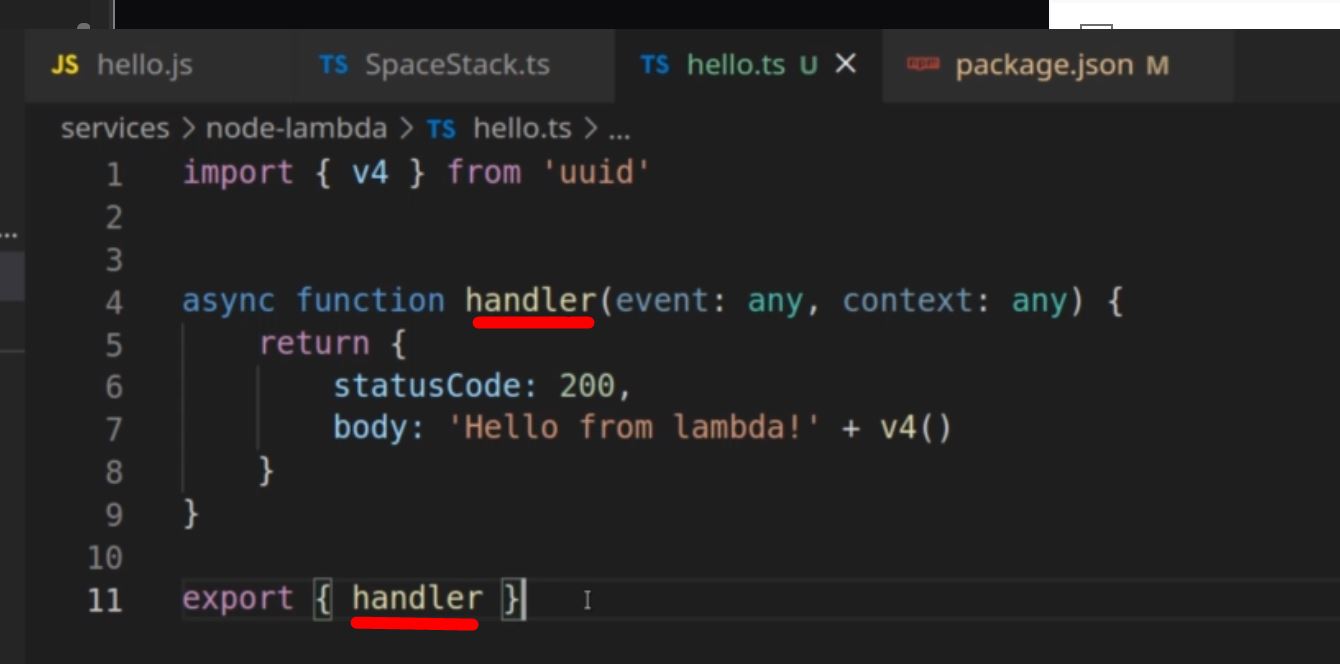 JS hello.js TS SpaceStack.ts TS hello.ts U × npm package.json M
services > node-lambda > TS hello.ts > ...
...
1 import { v4 } from 'uuid'
2
3
4 async function handler(event: any, context: any) {
5 return {
6 statusCode: 200,
7 body: 'Hello from lambda!' + v4()
8 }
9 }
10
11 export { handler }